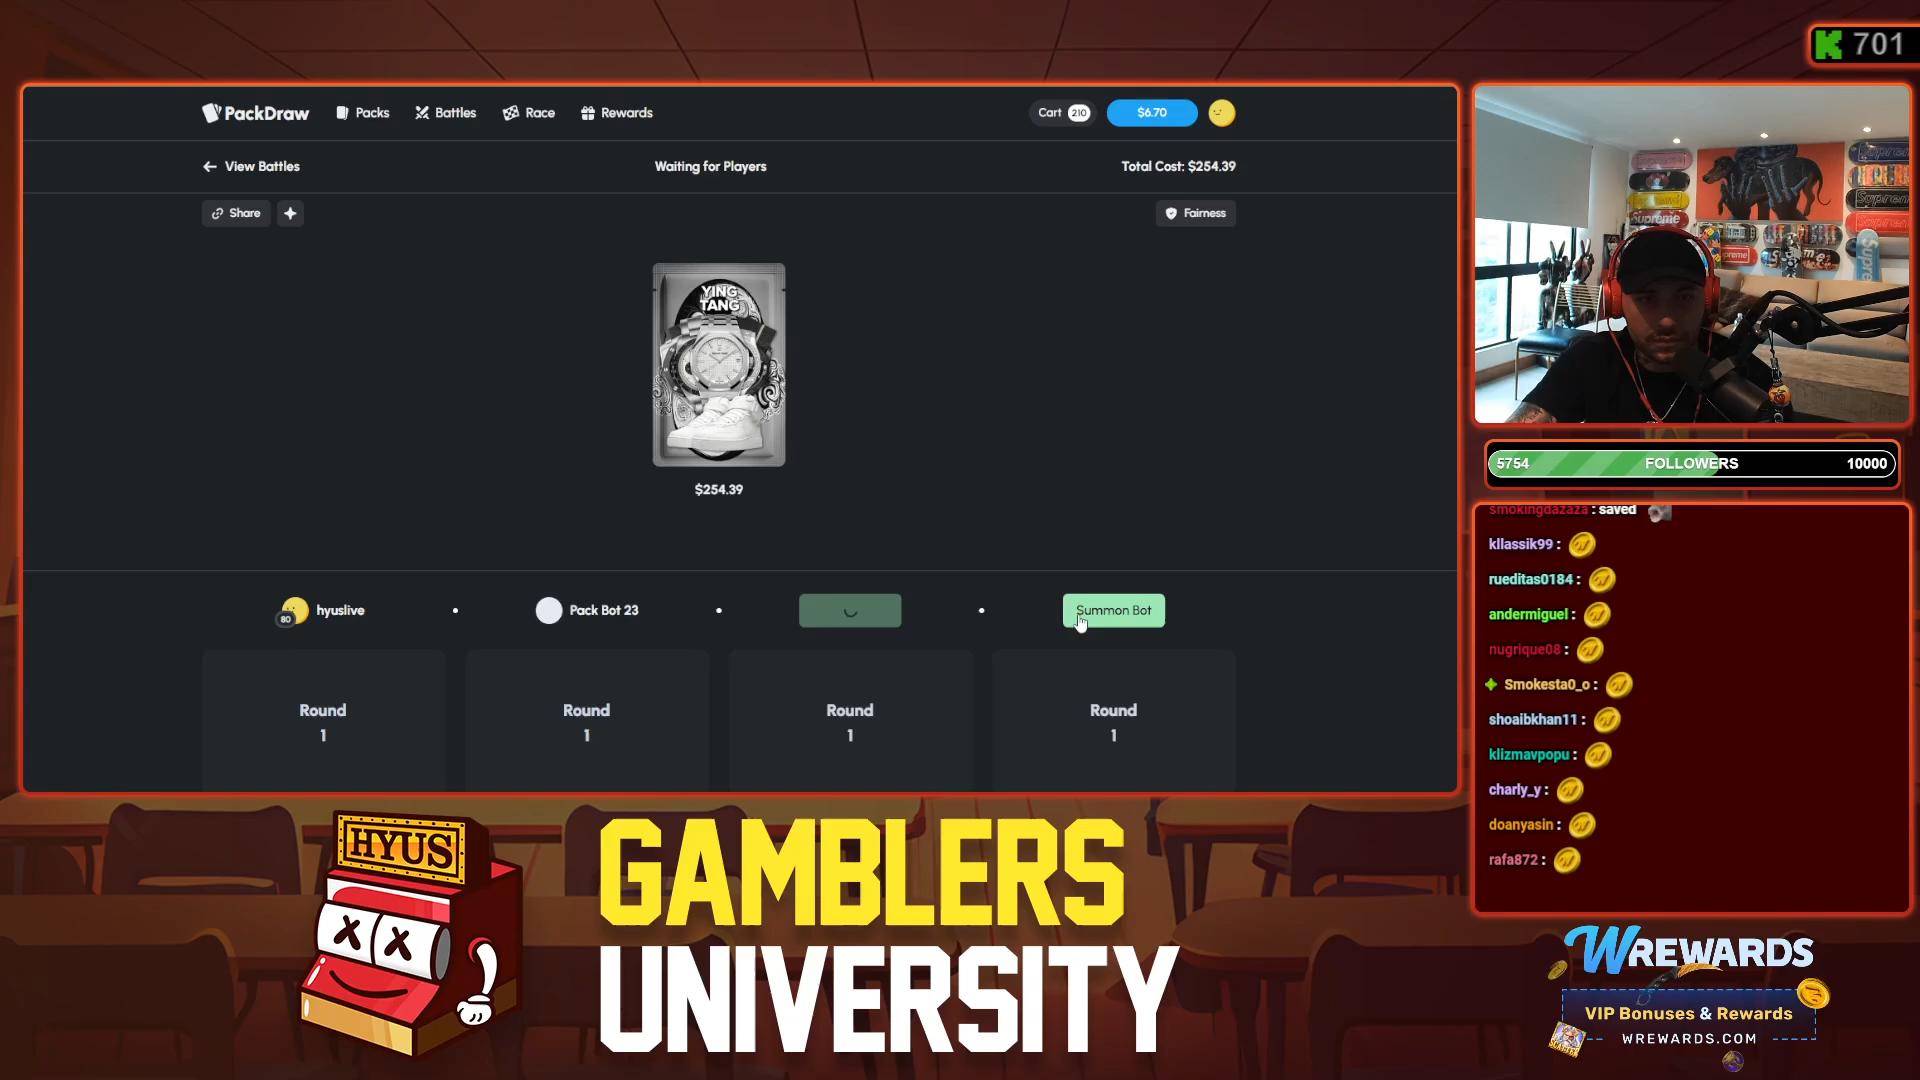 701
PackDraw
Packs
Battles
Race
Rewards
Cart 210
$6.70
View Battles
Waiting for Players
Total Cost: $254.39
Share
Fairness
YING
TANG
$254.39
80 hyuslive
Pack Bot 23
Summon Bot
Round
1
Round
1
Round
1
Round
1
Supreme
5754 FOLLOWERS 10000
smokingdazaza : saved
kllassik99 :
rueditas0184 :
andermiguel :
nugrique08 :
Smokesta0_o :
shoaibkhan11 :
klizmavpopu :
charly_y :
doanyasin :
rafa872 :
HYUS
GAMBLERS
UNIVERSITY
WREWARDS
VIP Bonuses & Rewards
WREWARDS.COM